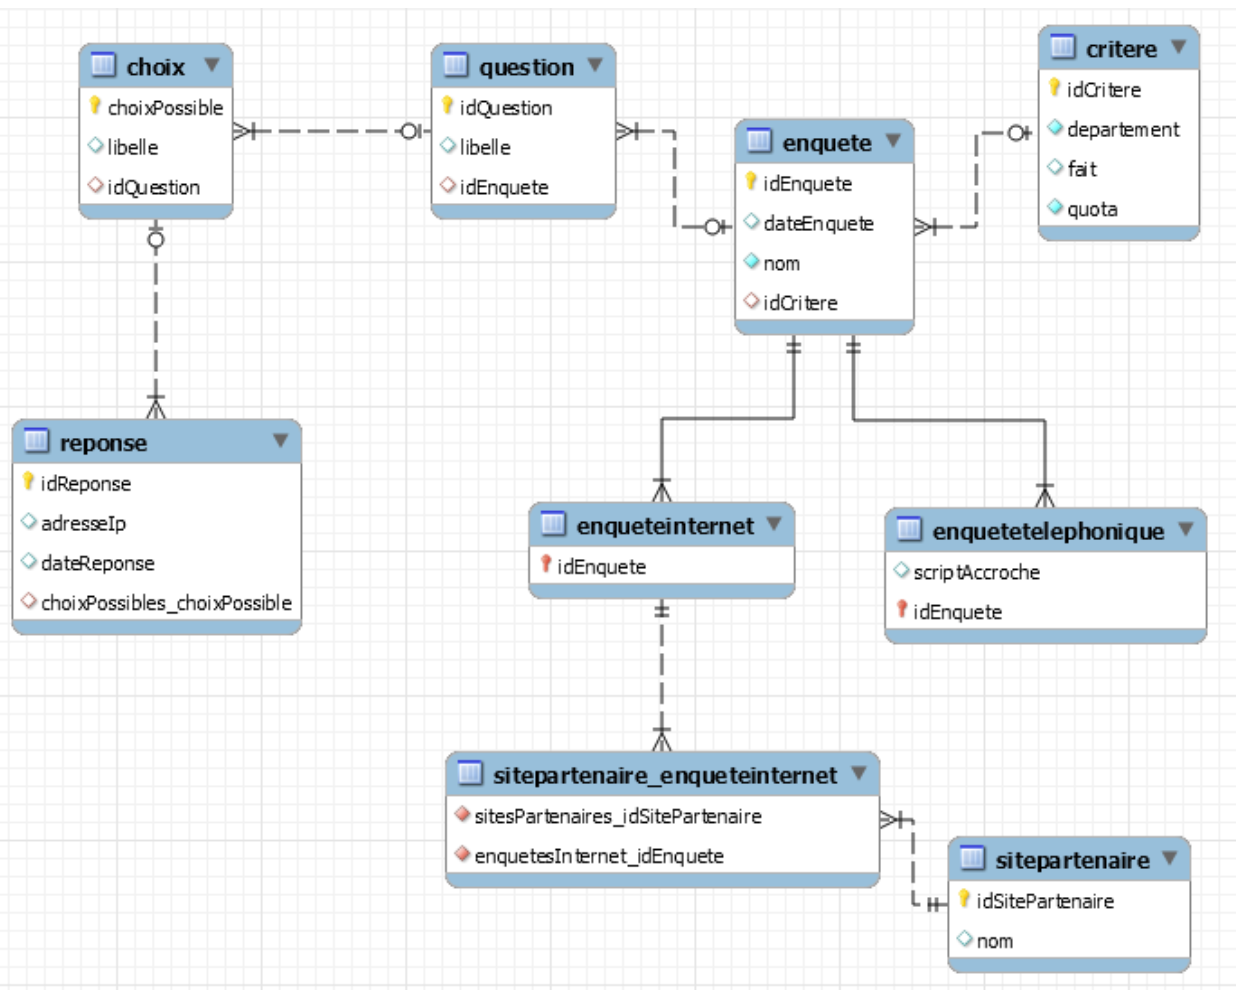 choix
choixPossible
libelle
idQuestion
question
idQuestion
libelle
idEnquete
enquete
idEnquete
dateEnquete
nom
idCritere
critere
idCritere
departement
fait
quota
reponse
idReponse
adresseIp
dateReponse
choixPossibles_choixPossible
enqueteinternet
idEnquete
enquetetelephonique
scriptAccroche
idEnquete
sitepartenaire_enqueteinternet
sitesPartenaires_idSitePartenaire
enquetesInternet_idEnquete
sitepartenaire
idSitePartenaire
nom